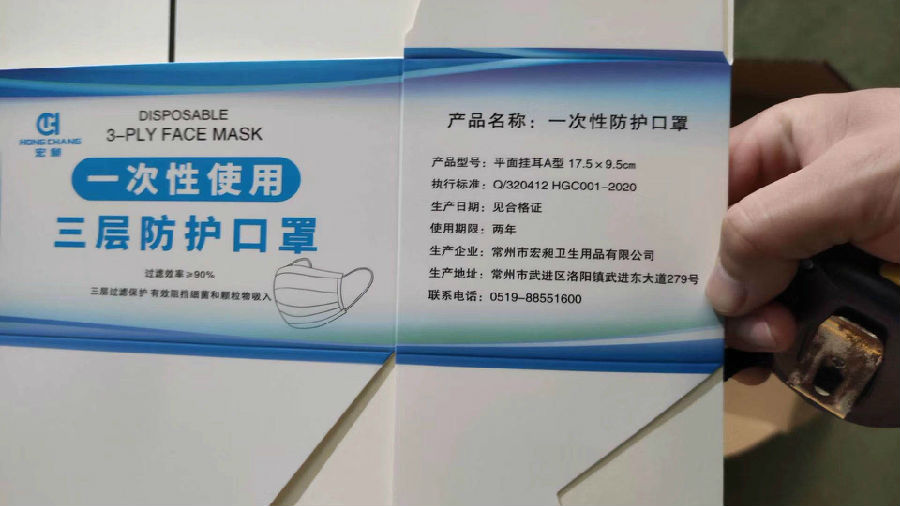 HONG CHANG
宏昶
DISPOSABLE
3-PLY FACE MASK
一次性使用
三层防护口罩
过滤效率≥90%
三层过滤保护 有效阻挡细菌和颗粒物吸入
产品名称：一次性防护口罩
产品型号：平面挂耳A型 17.5×9.5cm
执行标准：Q/320412 HGC001-2020
生产日期：见合格证
使用期限：两年
生产企业：常州市宏昶卫生用品有限公司
生产地址：常州市武进区洛阳镇武进东大道279号
联系电话：0519-88551600